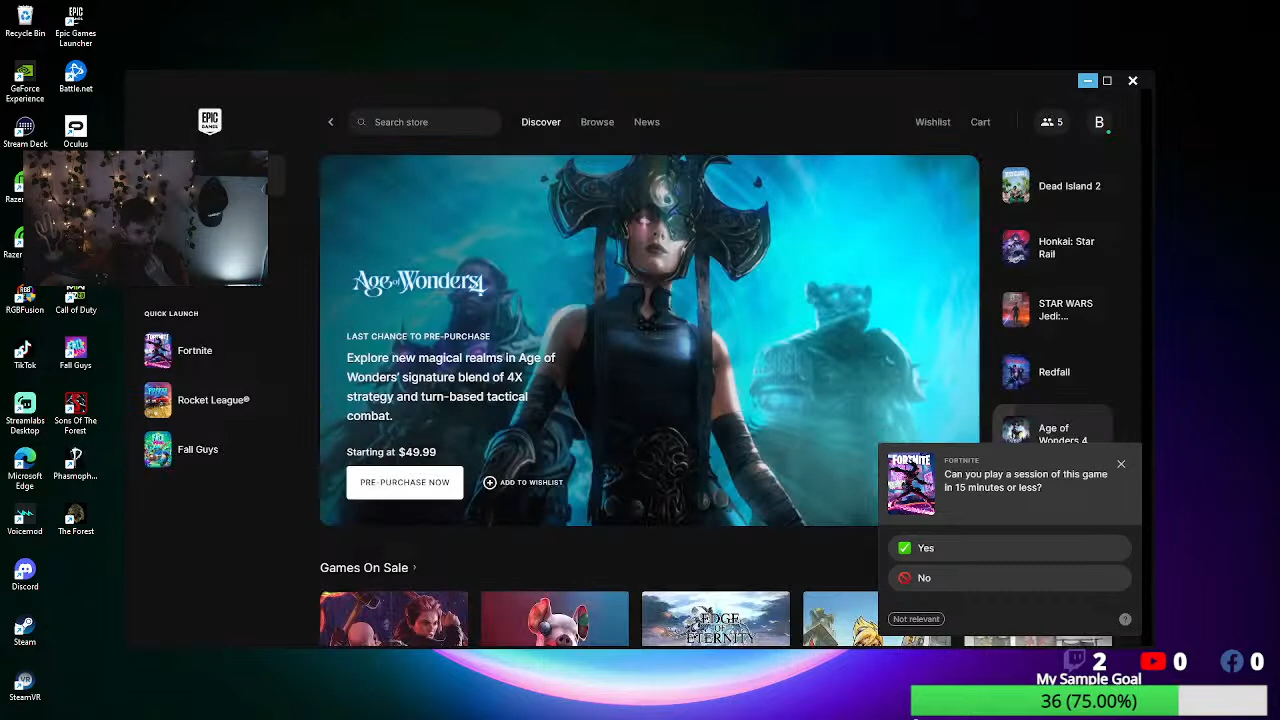 Recycle Bin
Epic Games
Launcher
GeForce
Experience
Battle.net
Stream Deck
Oculus
RGBFusion
Call of Duty
TikTok
Fall Guys
Streamlabs
Desktop
Sons Of The
Forest
Microsoft
Edge
Phasmoph...
Voicemod
The Forest
Discord
Steam
SteamVR
EPIC
GAMES
Search store
Discover
Browse
News
Wishlist
Cart
5
B
QUICK LAUNCH
Fortnite
Rocket League®
Fall Guys
Age of Wonders 4
LAST CHANCE TO PRE-PURCHASE
Explore new magical realms in Age of
Wonders' signature blend of 4X
strategy and turn-based tactical
combat.
Starting at $49.99
PRE-PURCHASE NOW
ADD TO WISHLIST
Dead Island 2
Honkai: Star
Rail
STAR WARS
Jedi:...
Redfall
Age of
Wonders 4
Games On Sale
EDGE
OF
ETERNITY
FORTNITE
FORTNITE
Can you play a session of this game
in 15 minutes or less?
Yes
No
Not relevant
?
2
0
0
My Sample Goal
36 (75.00%)